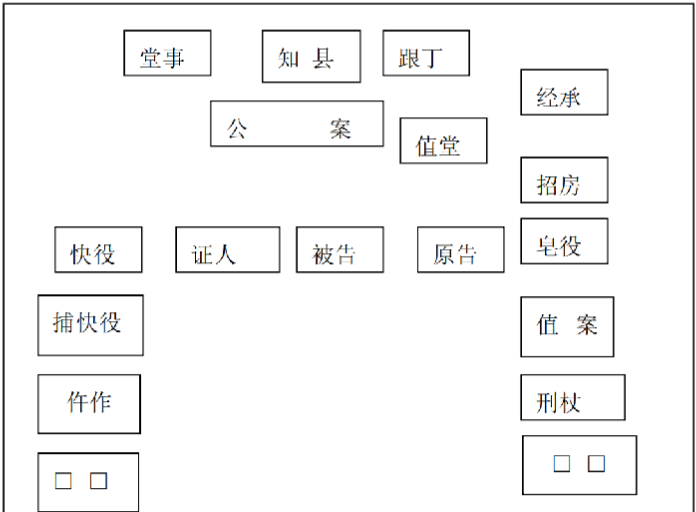 堂事 知 县 跟丁
经承
公 案
值堂
招房
快役 证人 被告 原告 皂役
捕快役 值 案
仵作 刑杖
□ □ □ □